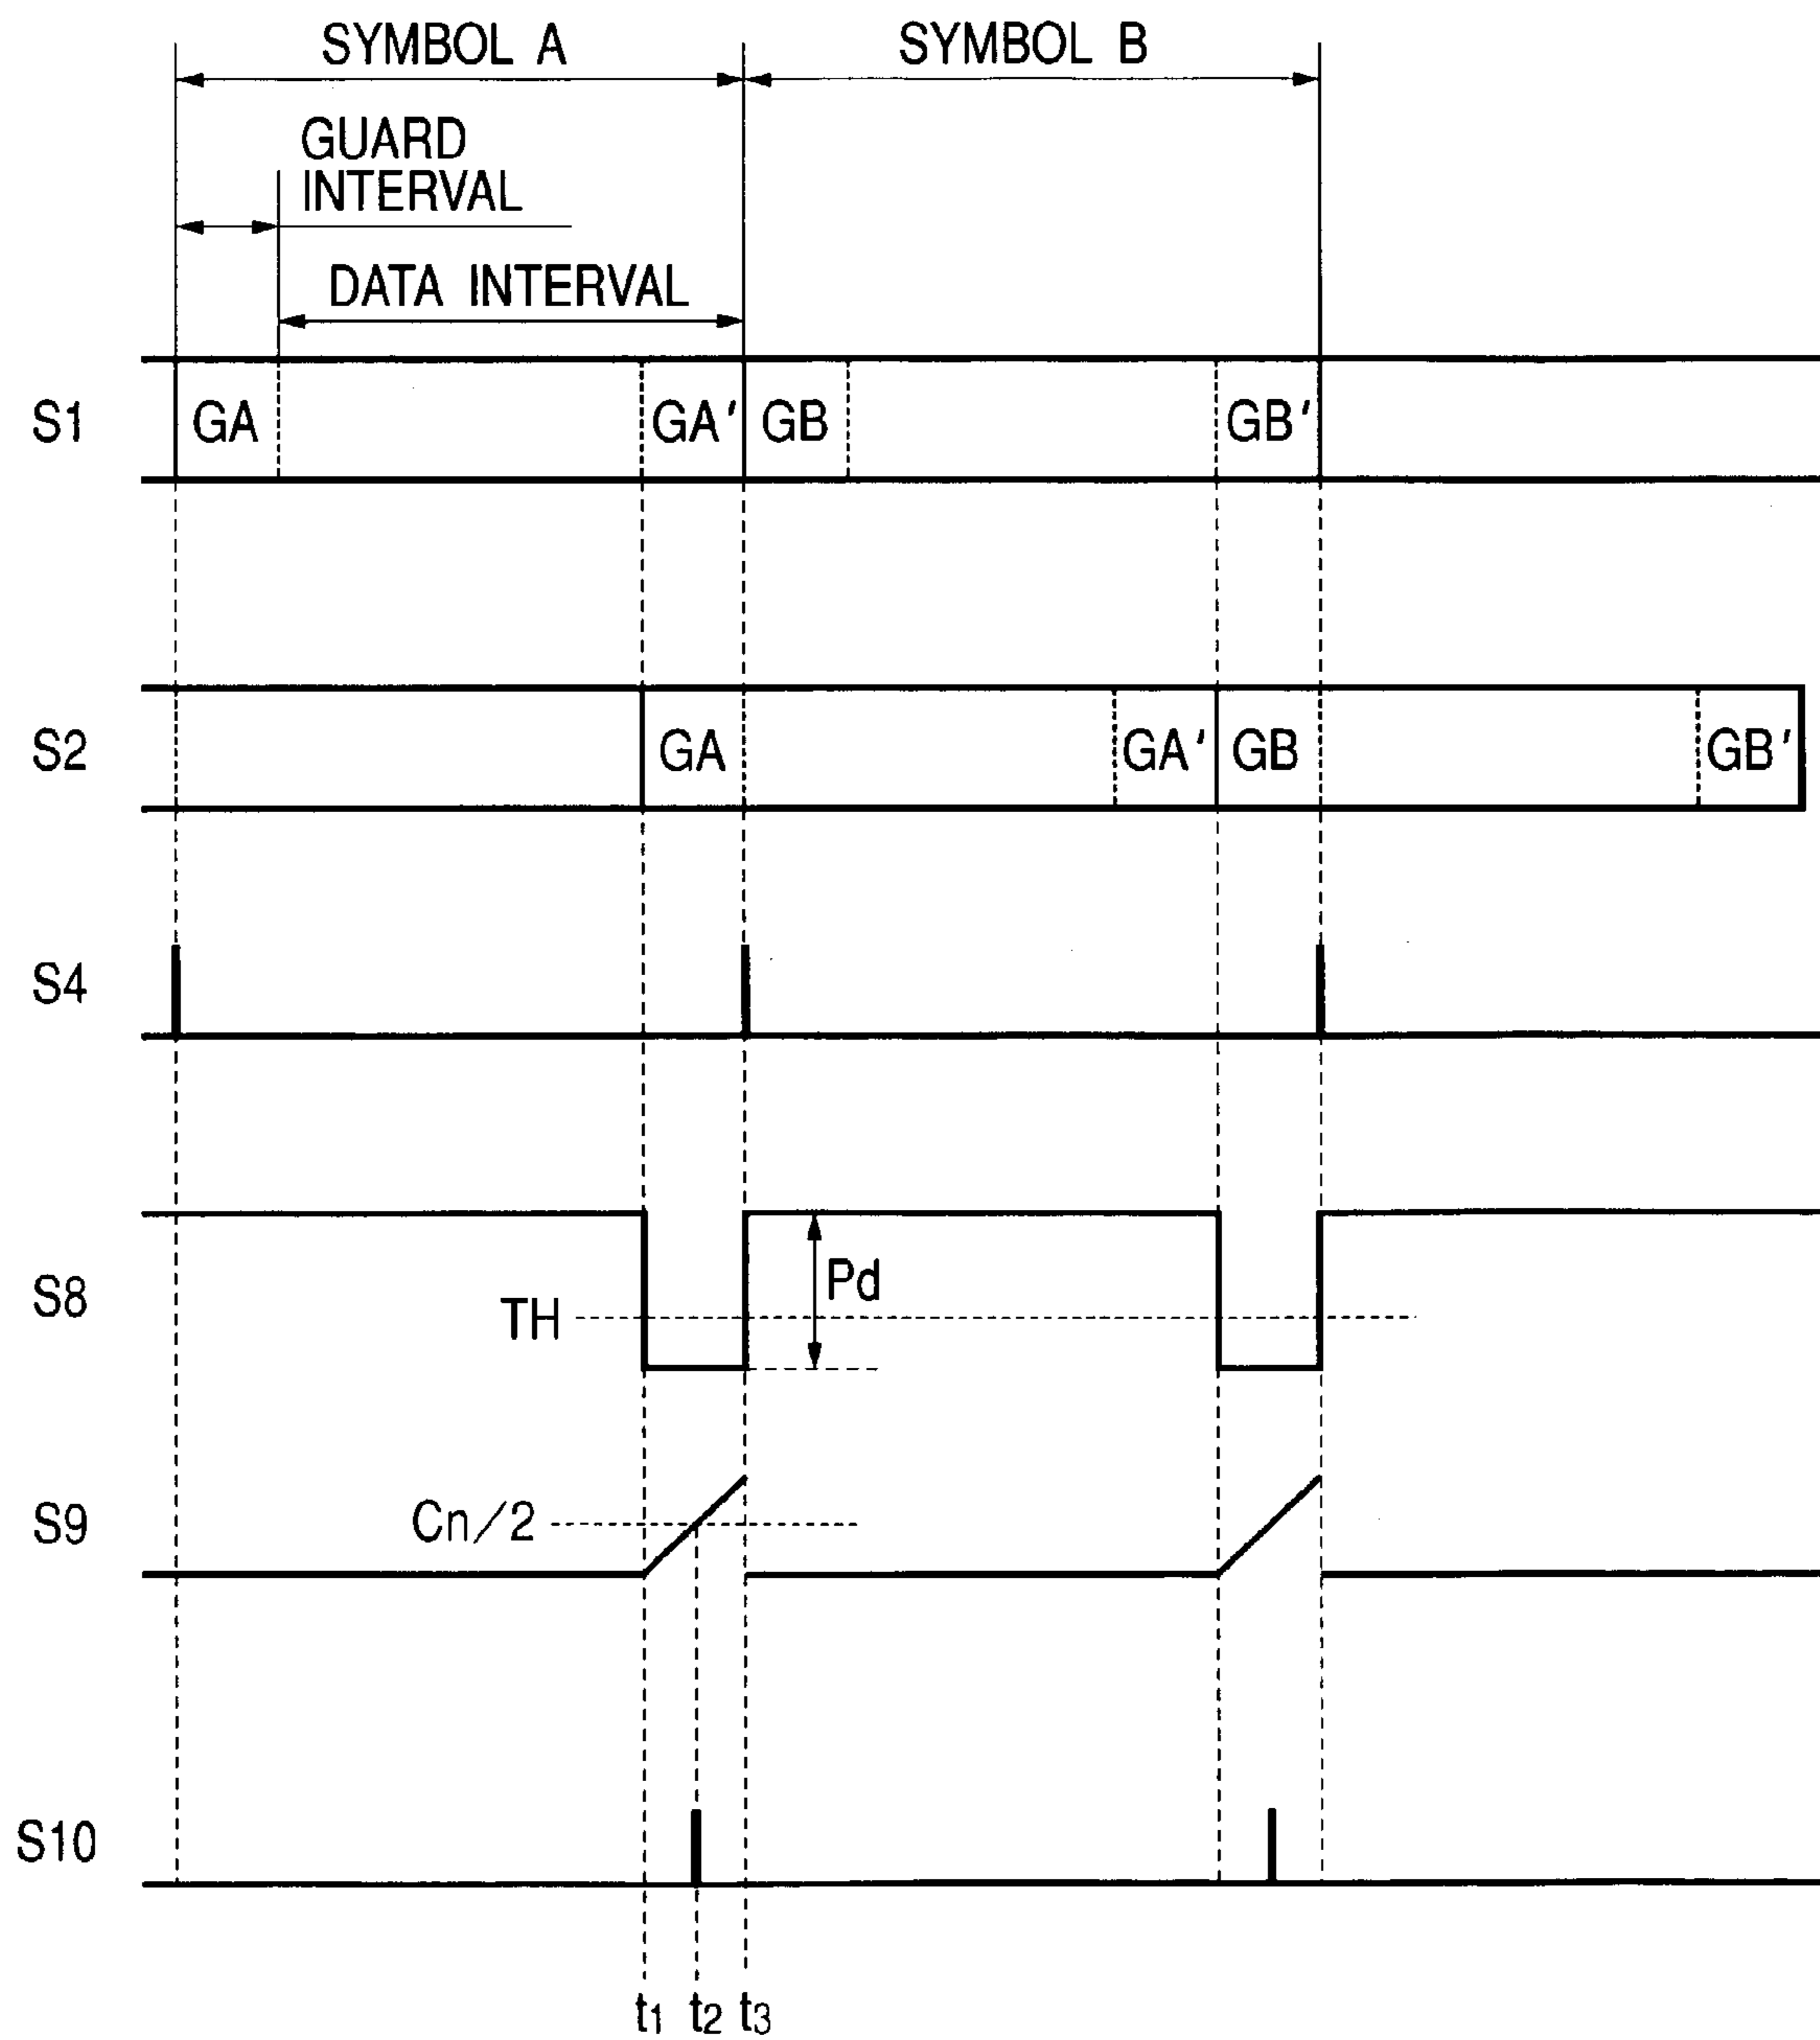 SYMBOL A SYMBOL B
GUARD
INTERVAL
DATA INTERVAL
S1 GA GA' GB GB'
S2 GA GA' GB GB'
S4
S8 TH Pd
S9 Cn/2
S10
t1 t2 t3